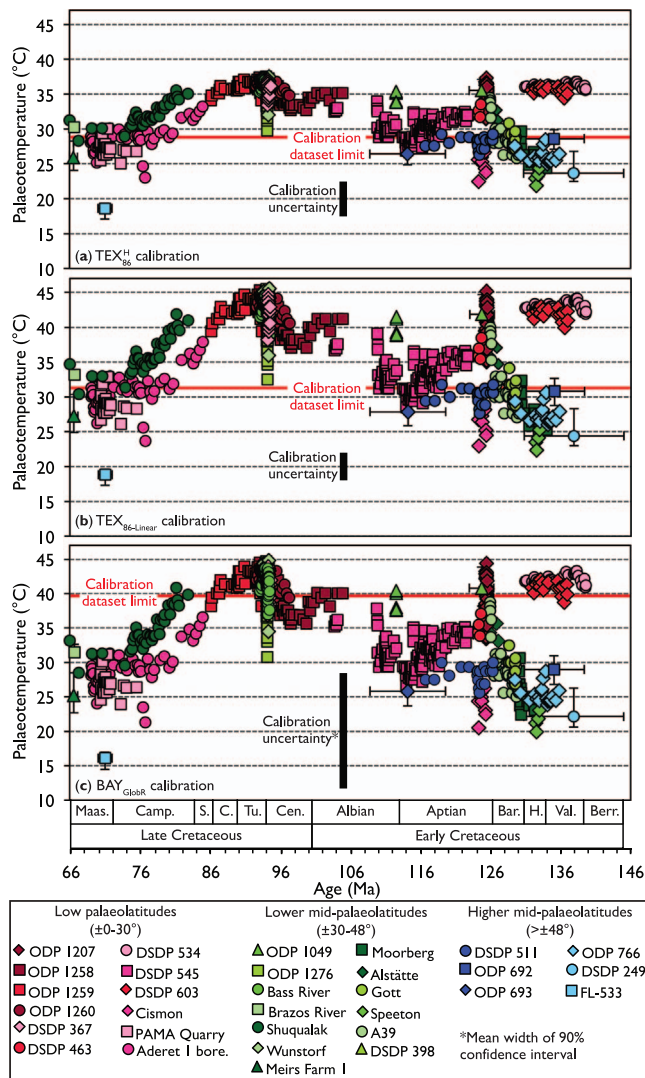 45
40
35
30
25
20
15
10
Palaeotemperature (°C)
Calibration
dataset limit
Calibration
uncertainty
(a) TEX₈₆ᴴ calibration
45
40
35
30
25
20
15
10
Palaeotemperature (°C)
Calibration
dataset limit
Calibration
uncertainty
(b) TEX86-Linear calibration
45
40
35
30
25
20
15
10
Palaeotemperature (°C)
Calibration
dataset limit
Calibration
uncertainty*
(c) BAYGlobR calibration
Maas. Camp. S. C. Tu. Cen. Albian Aptian Bar. H. Val. Berr.
Late Cretaceous Early Cretaceous
66 76 86 96 106 116 126 136 146
Age (Ma)
Low palaeolatitudes
(±0-30°)
ODP 1207
ODP 1258
ODP 1259
ODP 1260
DSDP 367
DSDP 463
DSDP 534
DSDP 545
DSDP 603
Cismon
PAMA Quarry
Aderet 1 bore.
Lower mid-palaeolatitudes
(±30-48°)
ODP 1049
ODP 1276
Bass River
Brazos River
Shuqualak
Wunstorf
Meirs Farm 1
Moorberg
Alstätte
Gott
Speeton
A39
DSDP 398
Higher mid-palaeolatitudes
(>±48°)
DSDP 511
ODP 692
ODP 693
ODP 766
DSDP 249
FL-533
*Mean width of 90%
confidence interval